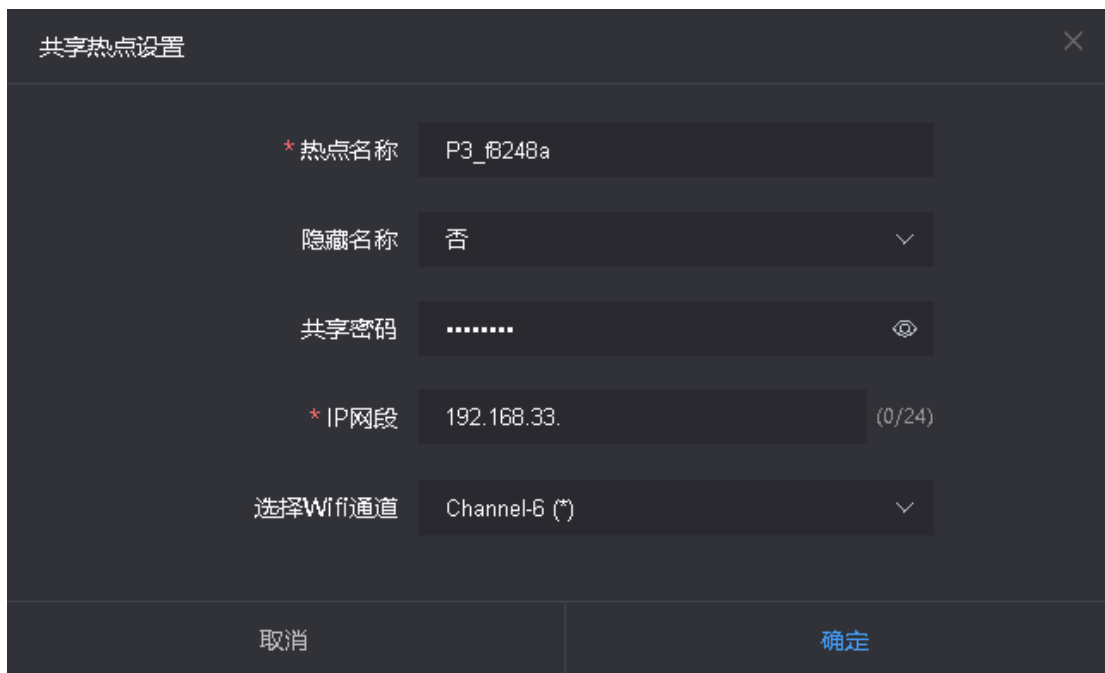 共享热点设置
* 热点名称 P3_f8248a
隐藏名称 否
共享密码 ••••••••
* IP网段 192.168.33. (0/24)
选择Wifi通道 Channel-6 (*)
取消 确定